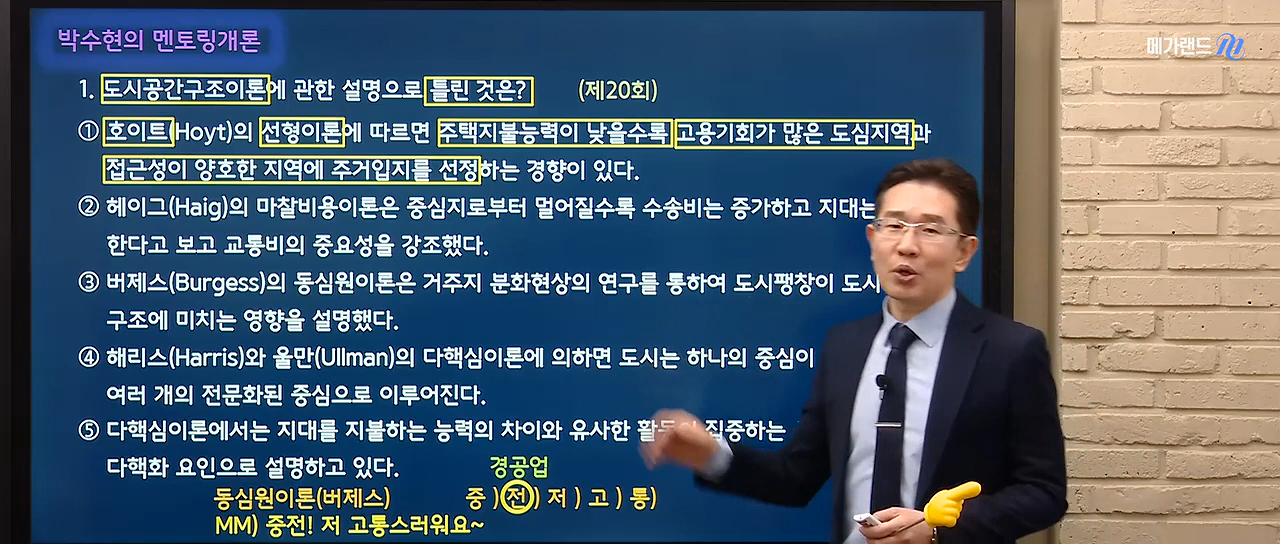 박수현의 멘토링개론
메가랜드
1. 도시공간구조이론에 관한 설명으로 틀린 것은? (제20회)
① 호이트(Hoyt)의 선형이론에 따르면 주택지불능력이 낮을수록 고용기회가 많은 도심지역과
접근성이 양호한 지역에 주거입지를 선정하는 경향이 있다.
② 헤이그(Haig)의 마찰비용이론은 중심지로부터 멀어질수록 수송비는 증가하고 지대는
한다고 보고 교통비의 중요성을 강조했다.
③ 버제스(Burgess)의 동심원이론은 거주지 분화현상의 연구를 통하여 도시팽창이 도시
구조에 미치는 영향을 설명했다.
④ 해리스(Harris)와 울만(Ullman)의 다핵심이론에 의하면 도시는 하나의 중심이
여러 개의 전문화된 중심으로 이루어진다.
⑤ 다핵심이론에서는 지대를 지불하는 능력의 차이와 유사한 집중하는
다핵화 요인으로 설명하고 있다.
경공업
동심원이론(버제스) 중 ) 전 ) 저 ) 고 ) 통)
MM) 중전! 저 고통스러워요~